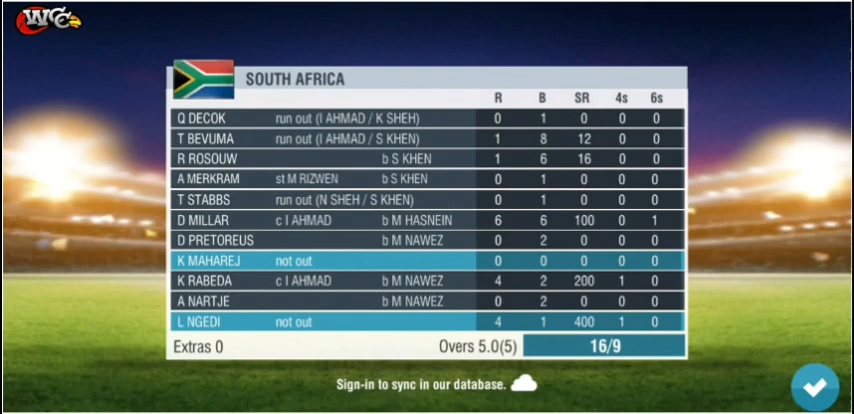 WCC
SOUTH AFRICA
R B SR 4s 6s
Q DECOK run out (I AHMAD / K SHEH) 0 1 0 0 0
T BEVUMA run out (I AHMAD / S KHEN) 1 8 12 0 0
R ROSOUW b S KHEN 1 6 16 0 0
A MERKRAM st M RIZWEN b S KHEN 0 1 0 0 0
T STABBS run out (N SHEH / S KHEN) 0 1 0 0 0
D MILLAR c I AHMAD b M HASNEIN 6 6 100 0 1
D PRETOREUS b M NAWEZ 0 2 0 0 0
K MAHAREJ not out 0 0 0 0 0
K RABEDA c I AHMAD b M NAWEZ 4 2 200 1 0
A NARTJE b M NAWEZ 0 2 0 0 0
L NGEDI not out 4 1 400 1 0
Extras 0 Overs 5.0(5) 16/9
Sign-in to sync in our database.